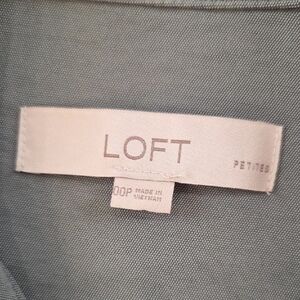 LOFT
PETITES
00P MADE IN
VIETNAM